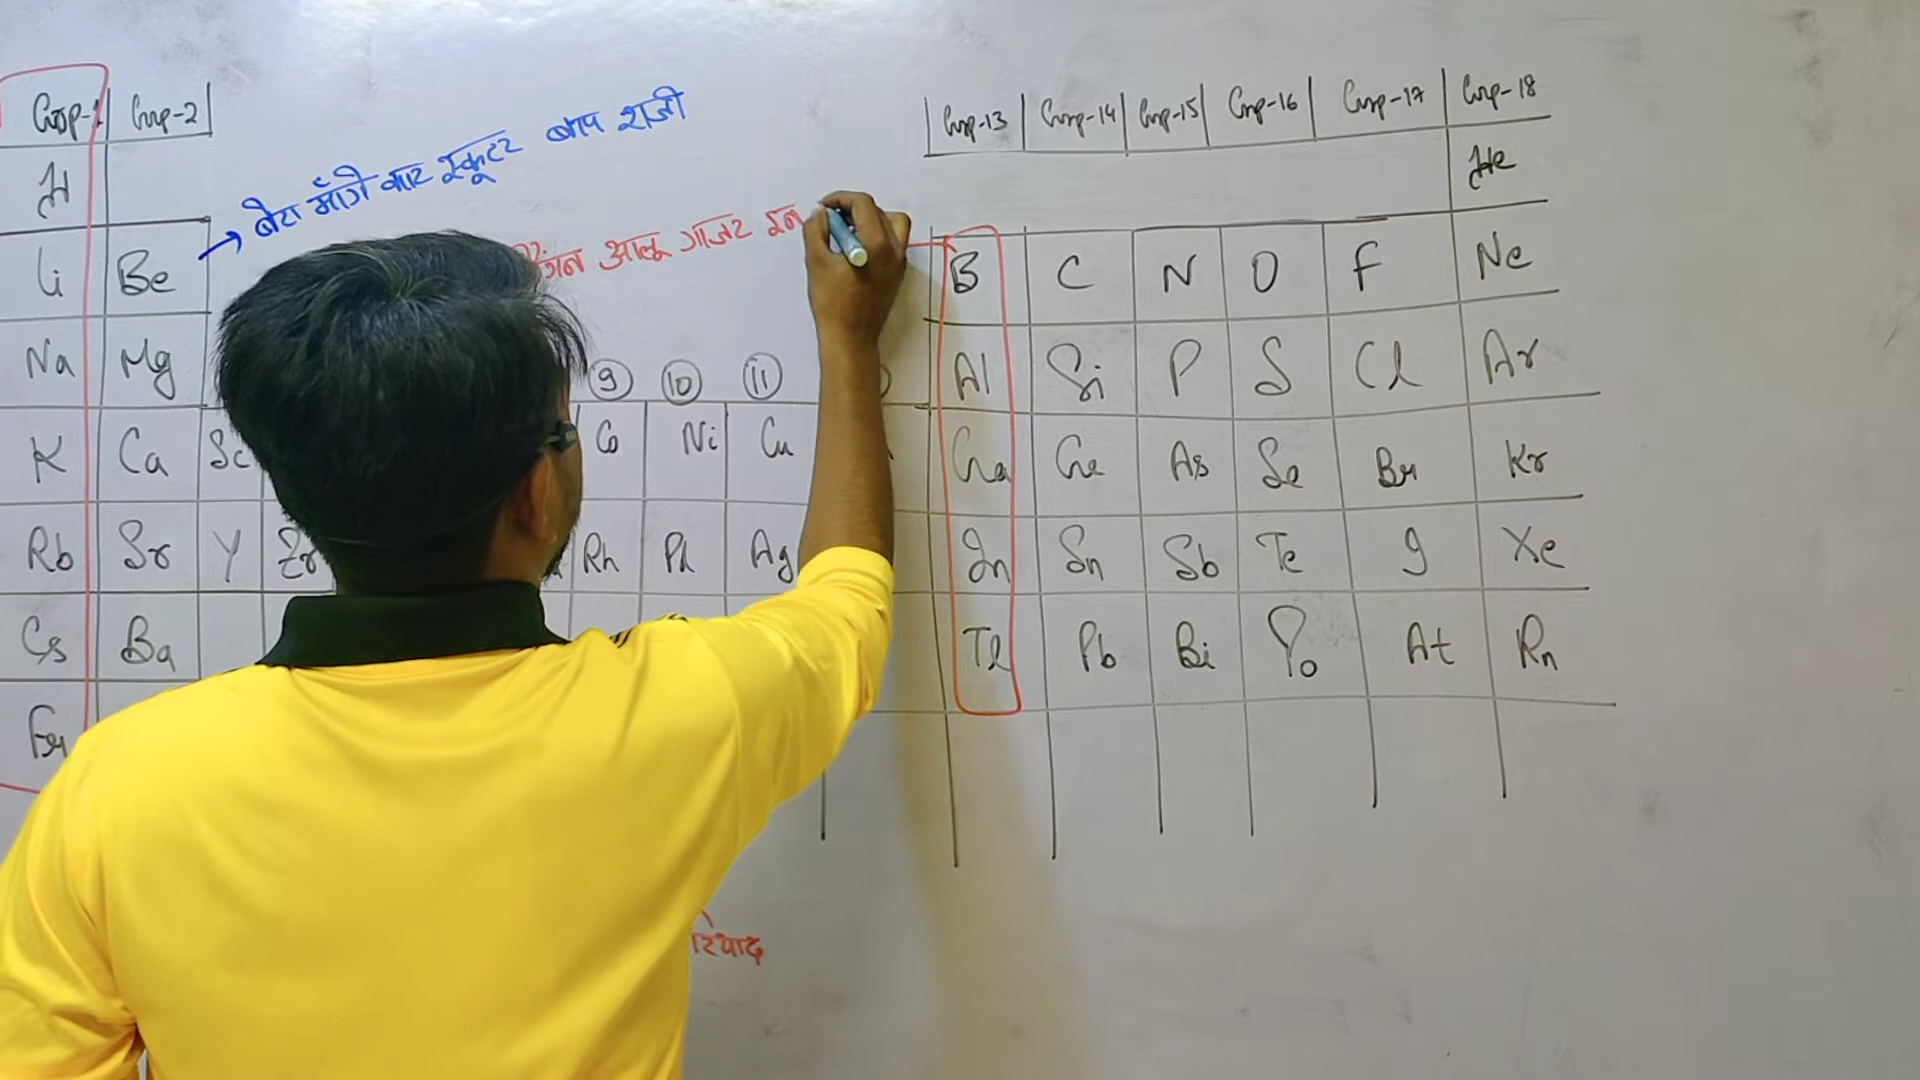 Grp-1 Grp-2 Grp-13 Grp-14 Grp-15 Grp-16 Grp-17 Grp-18
H He
→ बेटा माँगे कार स्कूटर बाप राजी
आलू गाजर इन
Li Be B C N O F Ne
9 10 11
Na Mg Al Si P S Cl Ar
K Ca Sc Co Ni Cu Ga Ge As Se Br Kr
Rb Sr Y Zr Rh Pd Ag In Sn Sb Te I Xe
Cs Ba Tl Pb Bi Po At Rn
Fr